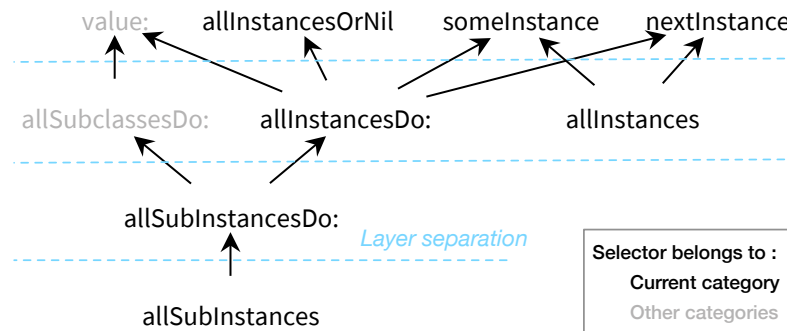 value: allInstancesOrNil someInstance nextInstance
allSubclassesDo: allInstancesDo: allInstances
allSubInstancesDo:
Layer separation
Selector belongs to :
Current category
Other categories
allSubInstances